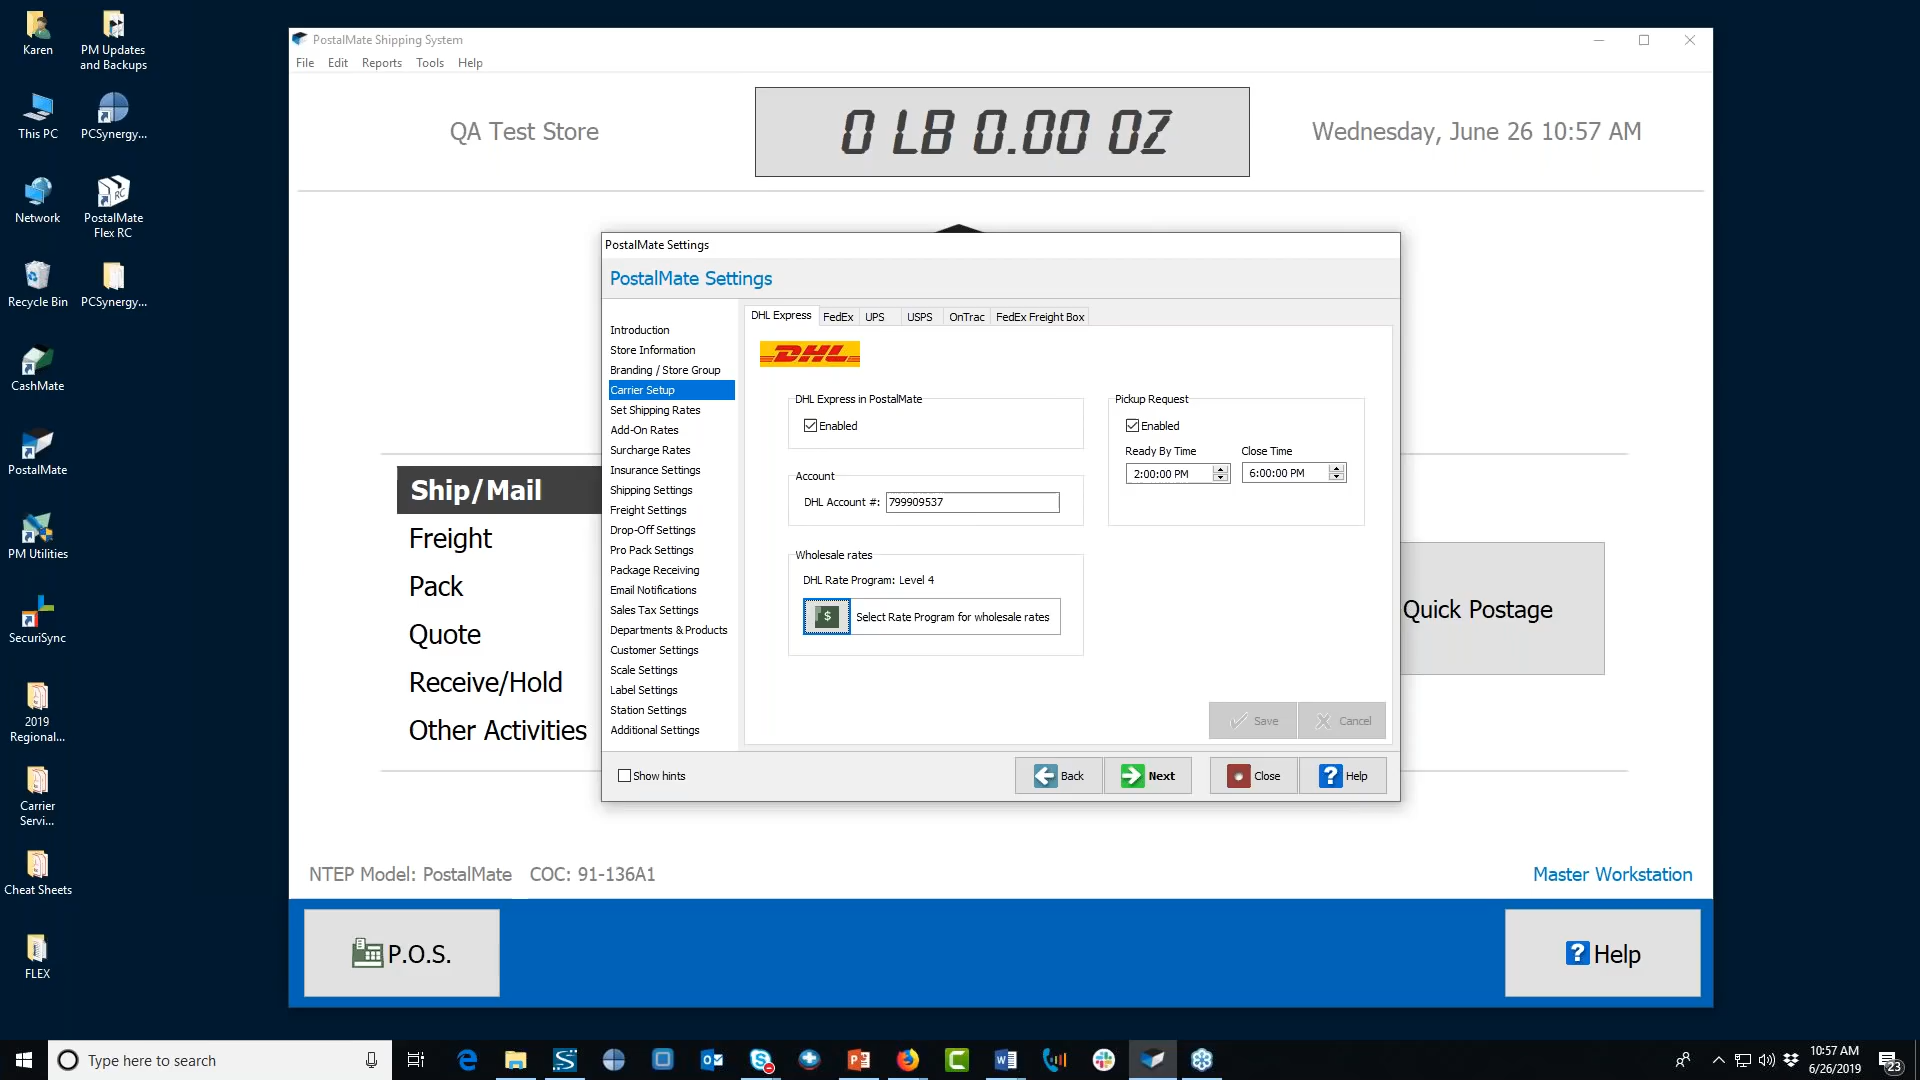 Karen
PM Updates
and Backups
This PC
PCSynergy...
Network
PostalMate
Flex RC
Recycle Bin
PCSynergy...
CashMate
PostalMate
PM Utilities
SecuriSync
2019
Regional...
Carrier
Servi...
Cheat Sheets
FLEX
PostalMate Shipping System
File Edit Reports Tools Help
QA Test Store
0 LB 0.00 OZ
Wednesday, June 26 10:57 AM
Ship/Mail
Freight
Pack
Quote
Receive/Hold
Other Activities
Quick Postage
PostalMate Settings
PostalMate Settings
Introduction
Store Information
Branding / Store Group
Carrier Setup
Set Shipping Rates
Add-On Rates
Surcharge Rates
Insurance Settings
Shipping Settings
Freight Settings
Drop-Off Settings
Pro Pack Settings
Package Receiving
Email Notifications
Sales Tax Settings
Departments & Products
Customer Settings
Scale Settings
Label Settings
Station Settings
Additional Settings
DHL Express FedEx UPS USPS OnTrac FedEx Freight Box
DHL
DHL Express in PostalMate
Enabled
Account
DHL Account #: 799909537
Wholesale rates
DHL Rate Program: Level 4
$ Select Rate Program for wholesale rates
Pickup Request
Enabled
Ready By Time Close Time
2:00:00 PM 6:00:00 PM
Save Cancel
Show hints
Back Next Close ? Help
NTEP Model: PostalMate COC: 91-136A1
Master Workstation
P.O.S.
? Help
Type here to search
10:57 AM
6/26/2019
23